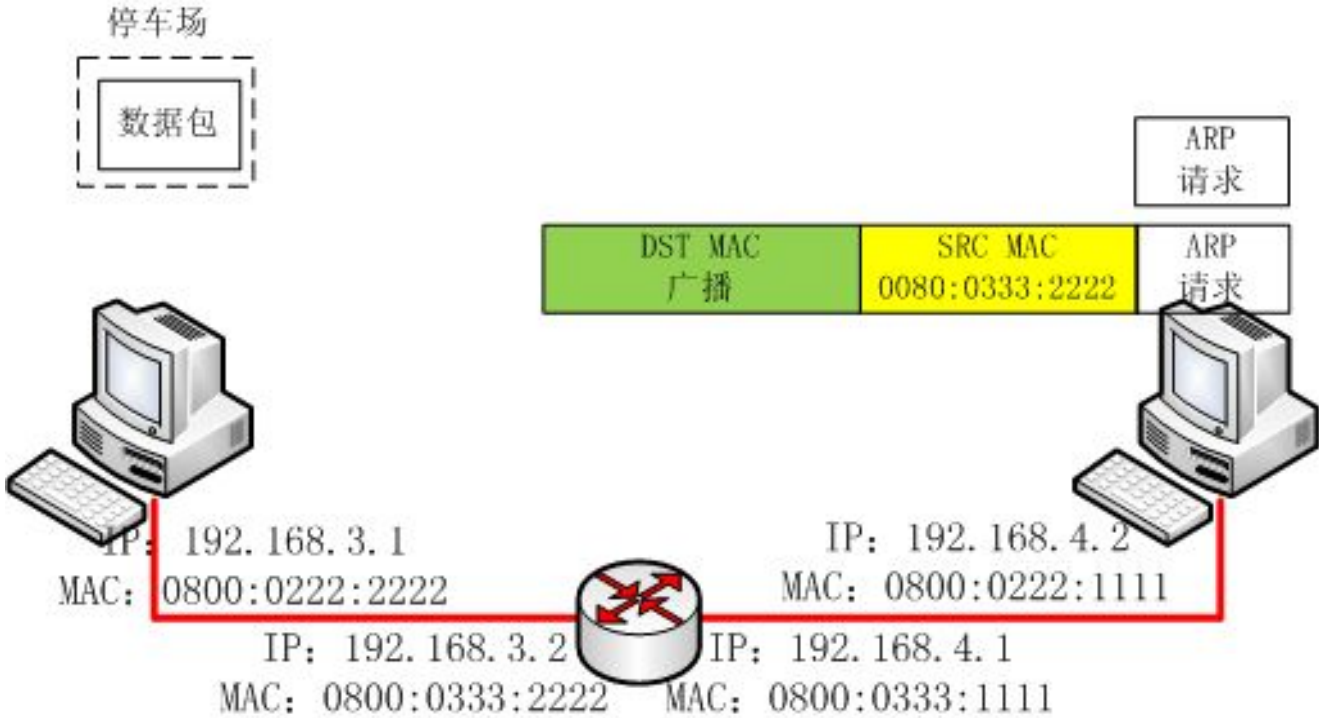 停车场
数据包
ARP
请求
DST MAC
广播
SRC MAC
0080:0333:2222
ARP
请求
IP: 192.168.3.1
MAC: 0800:0222:2222
IP: 192.168.4.2
MAC: 0800:0222:1111
IP: 192.168.3.2
MAC: 0800:0333:2222
IP: 192.168.4.1
MAC: 0800:0333:1111